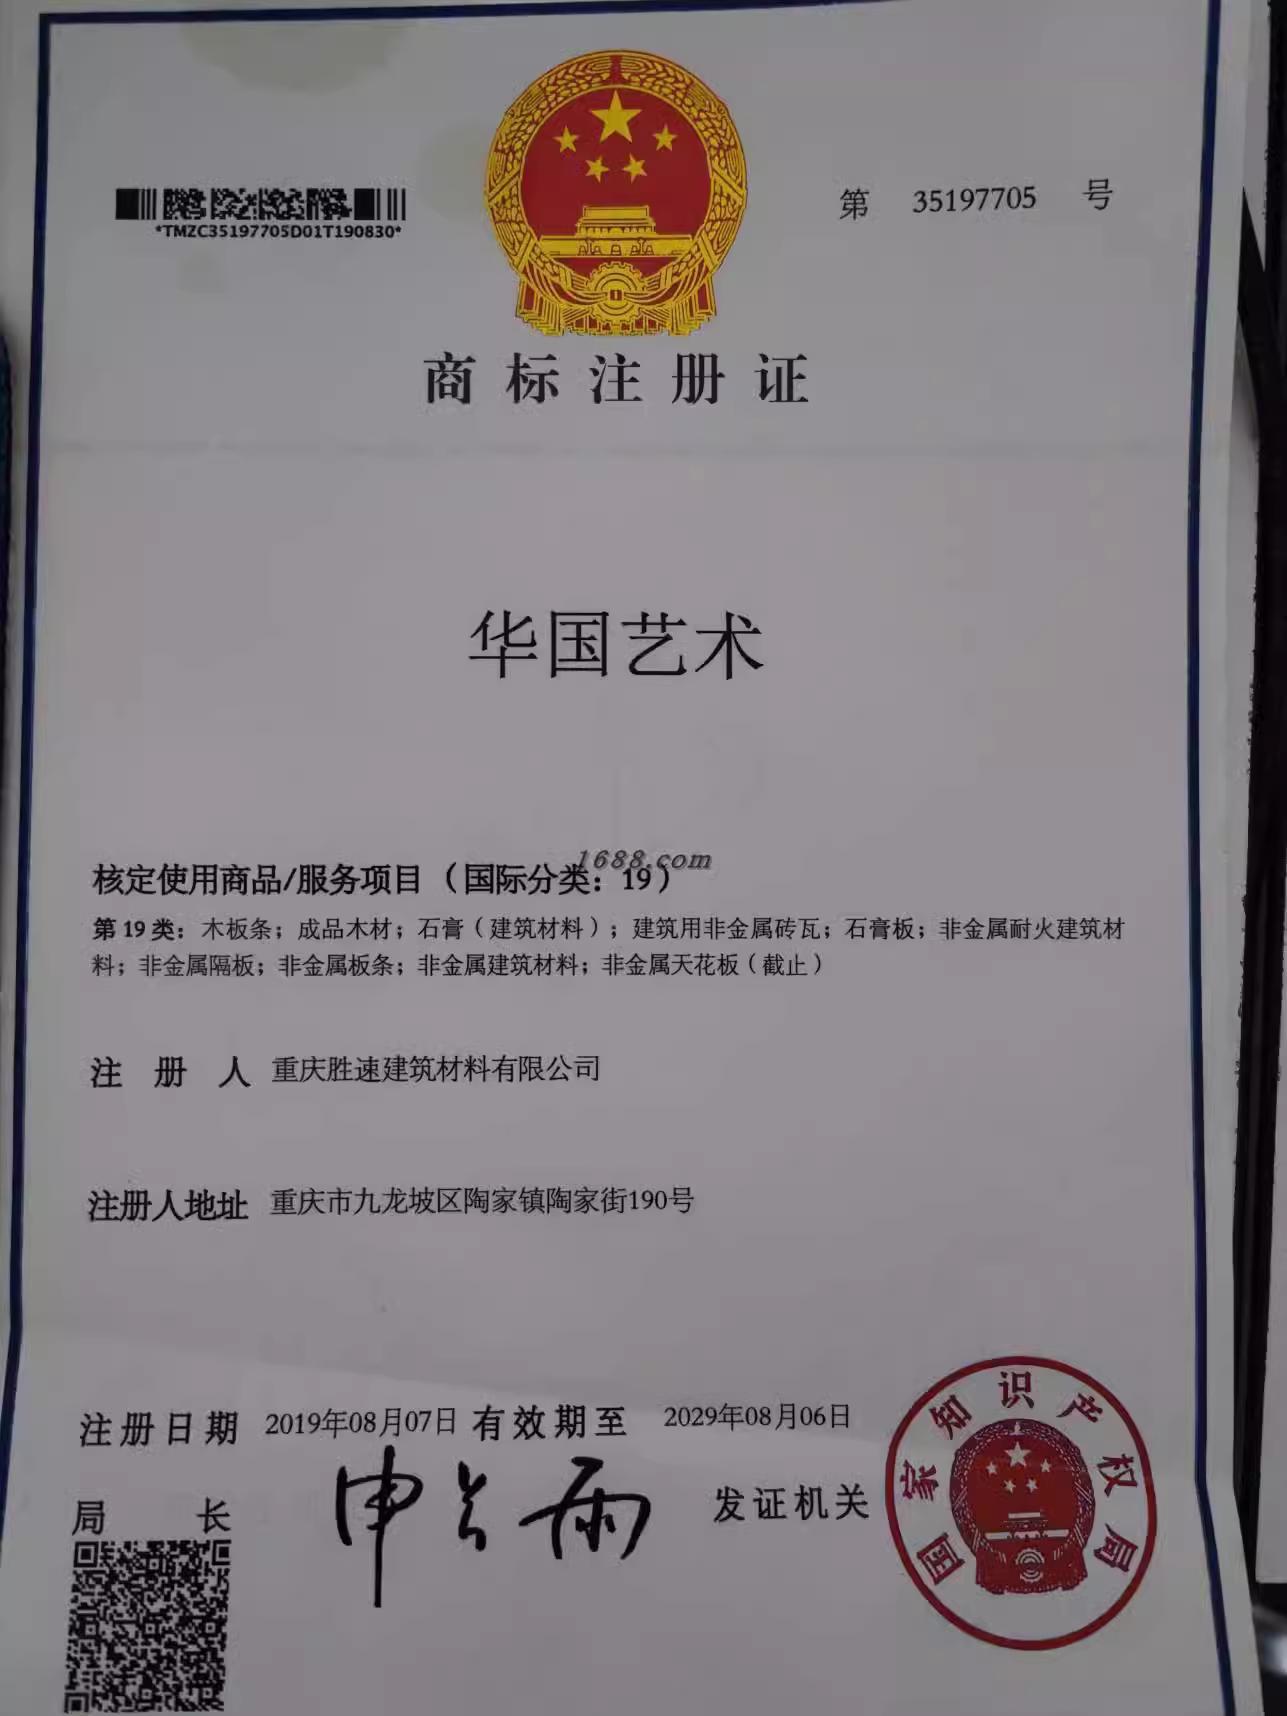 第 35197705 号
*TMZC35197705D01T190830*
商标注册证
华国艺术
1688.com
核定使用商品/服务项目（国际分类：19）
第19类：木板条；成品木材；石膏（建筑材料）；建筑用非金属砖瓦；石膏板；非金属耐火建筑材
料；非金属隔板；非金属板条；非金属建筑材料；非金属天花板（截止）
注册人 重庆胜速建筑材料有限公司
注册人地址 重庆市九龙坡区陶家镇陶家街190号
注册日期 2019年08月07日 有效期至 2029年08月06日
局长 申长雨 发证机关
国家知识产权局